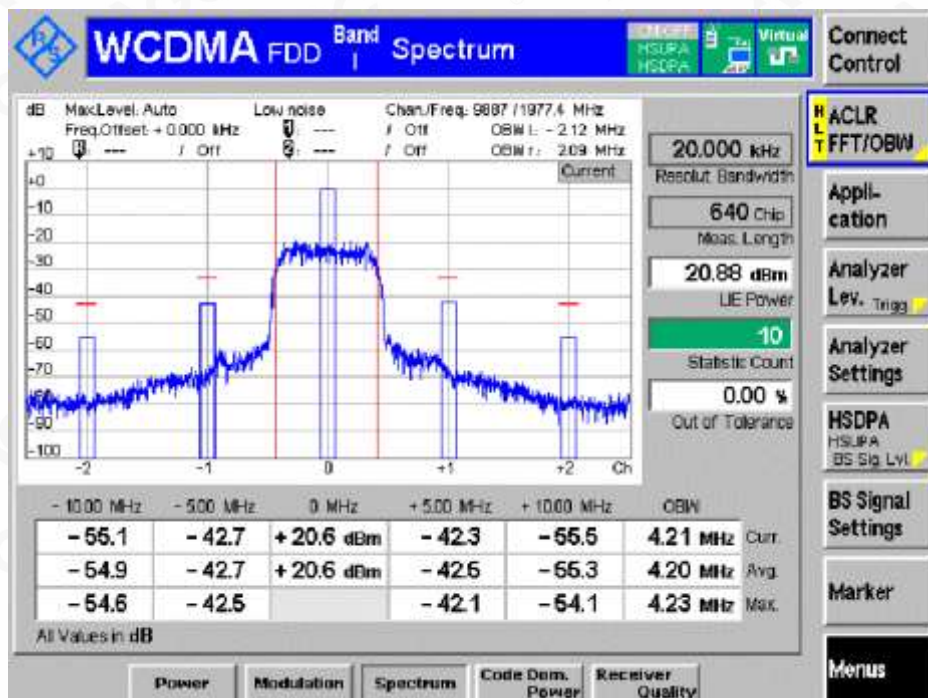 WCDMA FDD Band I Spectrum
HSUPA
HSDPA
Virtual
Connect Control
dB Max.Level: Auto Low noise Chan./Freq.: 9887 / 1977.4 MHz
Freq.Offset: + 0.000 kHz 1: --- / Off OBW l: - 2.12 MHz
R: --- / Off 2: --- / Off OBW r: 2.09 MHz
Current
+10
+0
-10
-20
-30
-40
-50
-60
-70
-90
-100
-2 -1 0 +1 +2 Ch
20.000 kHz
Resolut. Bandwidth
640 Chip
Meas. Length
20.88 dBm
UE Power
10
Statistic Count
0.00 %
Out of Tolerance
- 10.00 MHz - 5.00 MHz 0 MHz + 5.00 MHz + 10.00 MHz OBW
- 55.1 - 42.7 + 20.6 dBm - 42.3 - 55.5 4.21 MHz Curr.
- 54.9 - 42.7 + 20.6 dBm - 42.5 - 55.3 4.20 MHz Avg.
- 54.6 - 42.5 - 42.1 - 54.1 4.23 MHz Max.
All Values in dB
HLT
ACLR
FFT/OBW
Appli-
cation
Analyzer
Lev. Trigg
Analyzer
Settings
HSDPA
HSUPA
BS Sig. Lvl.
BS Signal
Settings
Marker
Menus
Power Modulation Spectrum Code Dom. Power Receiver Quality